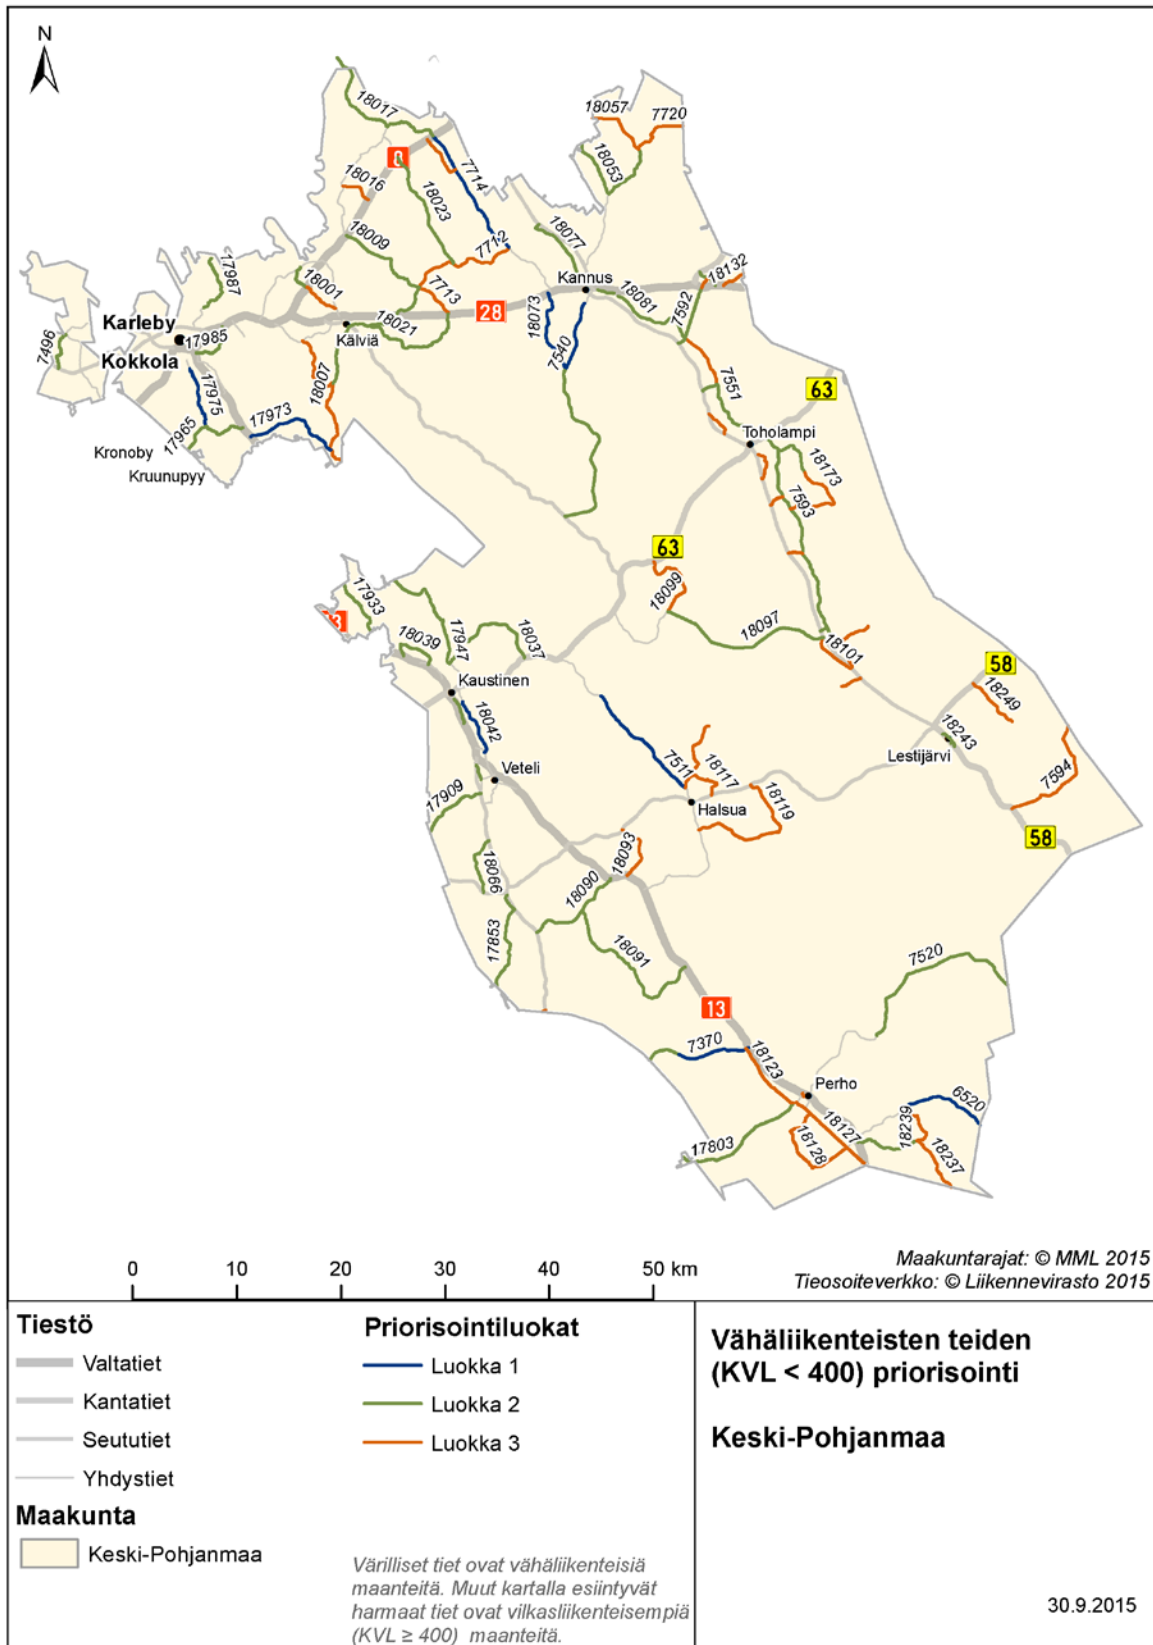 N
18057
7720
18017
8
18053
7714
18016
18023
18009
18077
7712
17987
Kannus
18132
18001
7713
28
18073
18081
7592
Karleby
Kokkola
17985
18021
Kälviä
7496
7540
7551
63
18007
17975
17973
17965
Toholampi
Kronoby
Kruunupyy
18173
7593
63
17933
18099
18097
18039
17947
18037
18101
58
Kaustinen
18249
18042
18243
Lestijärvi
7511
18117
Veteli
7594
17909
Halsua
18119
58
18093
18066
18090
17853
18091
7520
13
7370
18123
Perho
6520
18239
18127
17803
18128
18237
Maakuntarajat: © MML 2015
Tieosoiteverkko: © Liikennevirasto 2015
0 10 20 30 40 50 km
Tiestö
Valtatiet
Kantatiet
Seututiet
Yhdystiet
Maakunta
Keski-Pohjanmaa
Priorisointiluokat
Luokka 1
Luokka 2
Luokka 3
Värilliset tiet ovat vähäliikenteisiä
maanteitä. Muut kartalla esiintyvät
harmaat tiet ovat vilkasliikenteisempiä
(KVL ≥ 400) maanteitä.
Vähäliikenteisten teiden
(KVL < 400) priorisointi
Keski-Pohjanmaa
30.9.2015